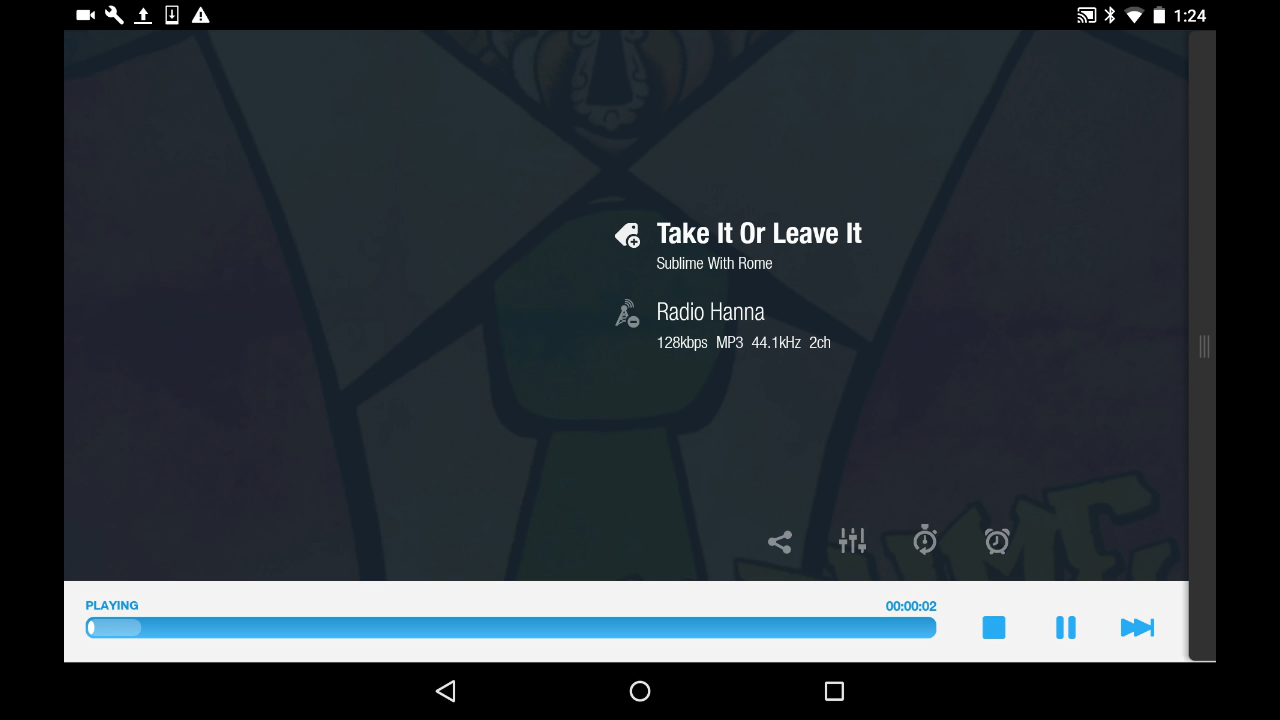 1:24
Take It Or Leave It
Sublime With Rome
Radio Hanna
128kbps MP3 44.1kHz 2ch
PLAYING 00:00:02